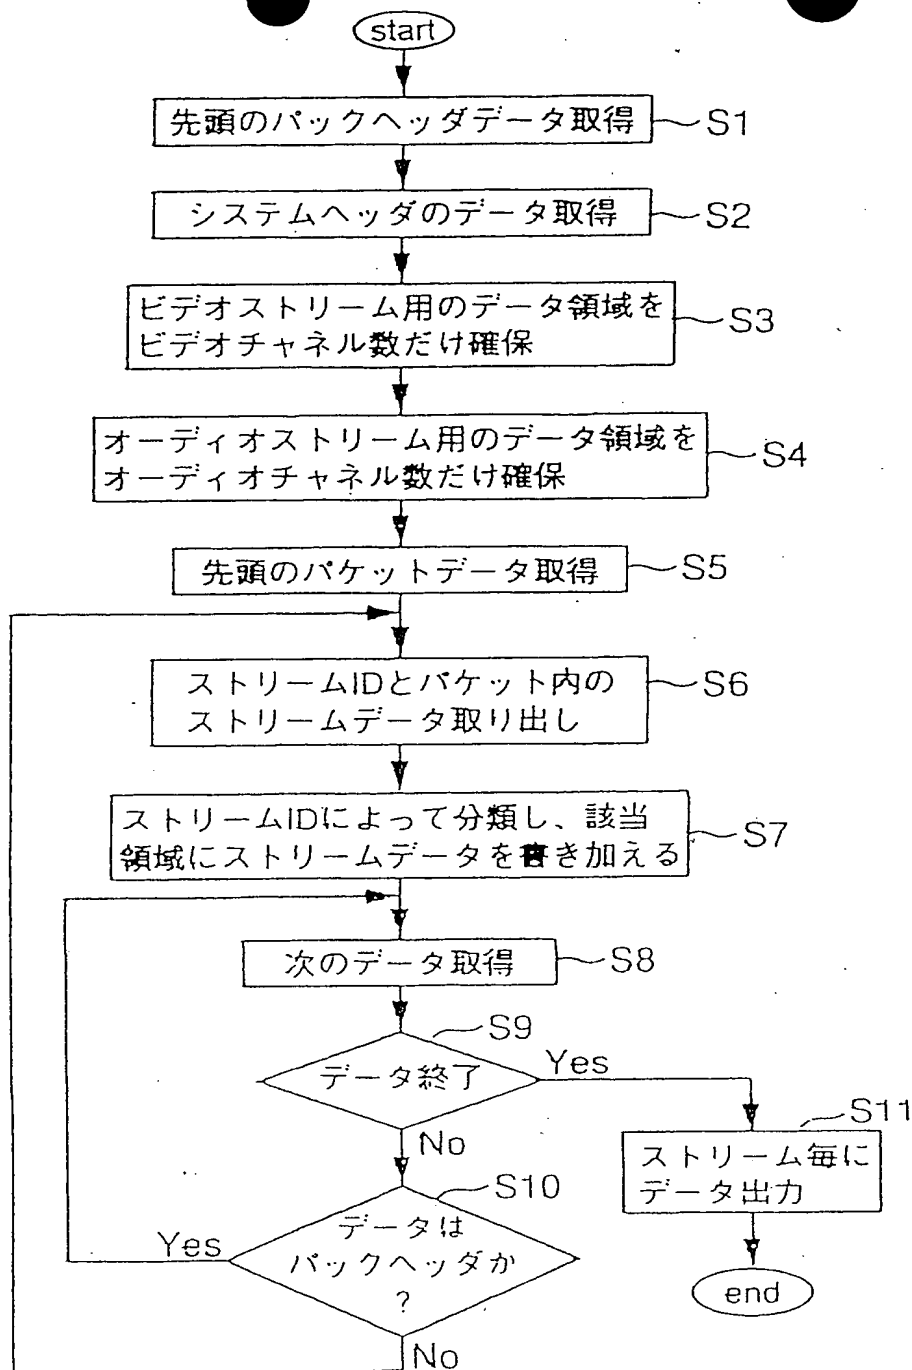 start
先頭のパックヘッダデータ取得
S1
システムヘッダのデータ取得
S2
ビデオストリーム用のデータ領域を
ビデオチャネル数だけ確保
S3
オーディオストリーム用のデータ領域を
オーディオチャネル数だけ確保
S4
先頭のパケットデータ取得
S5
ストリームIDとパケット内の
ストリームデータ取り出し
S6
ストリームIDによって分類し、該当
領域にストリームデータを書き加える
S7
次のデータ取得
S8
S9
データ終了
Yes
No
S11
ストリーム毎に
データ出力
S10
データは
パックヘッダか
?
Yes
end
No